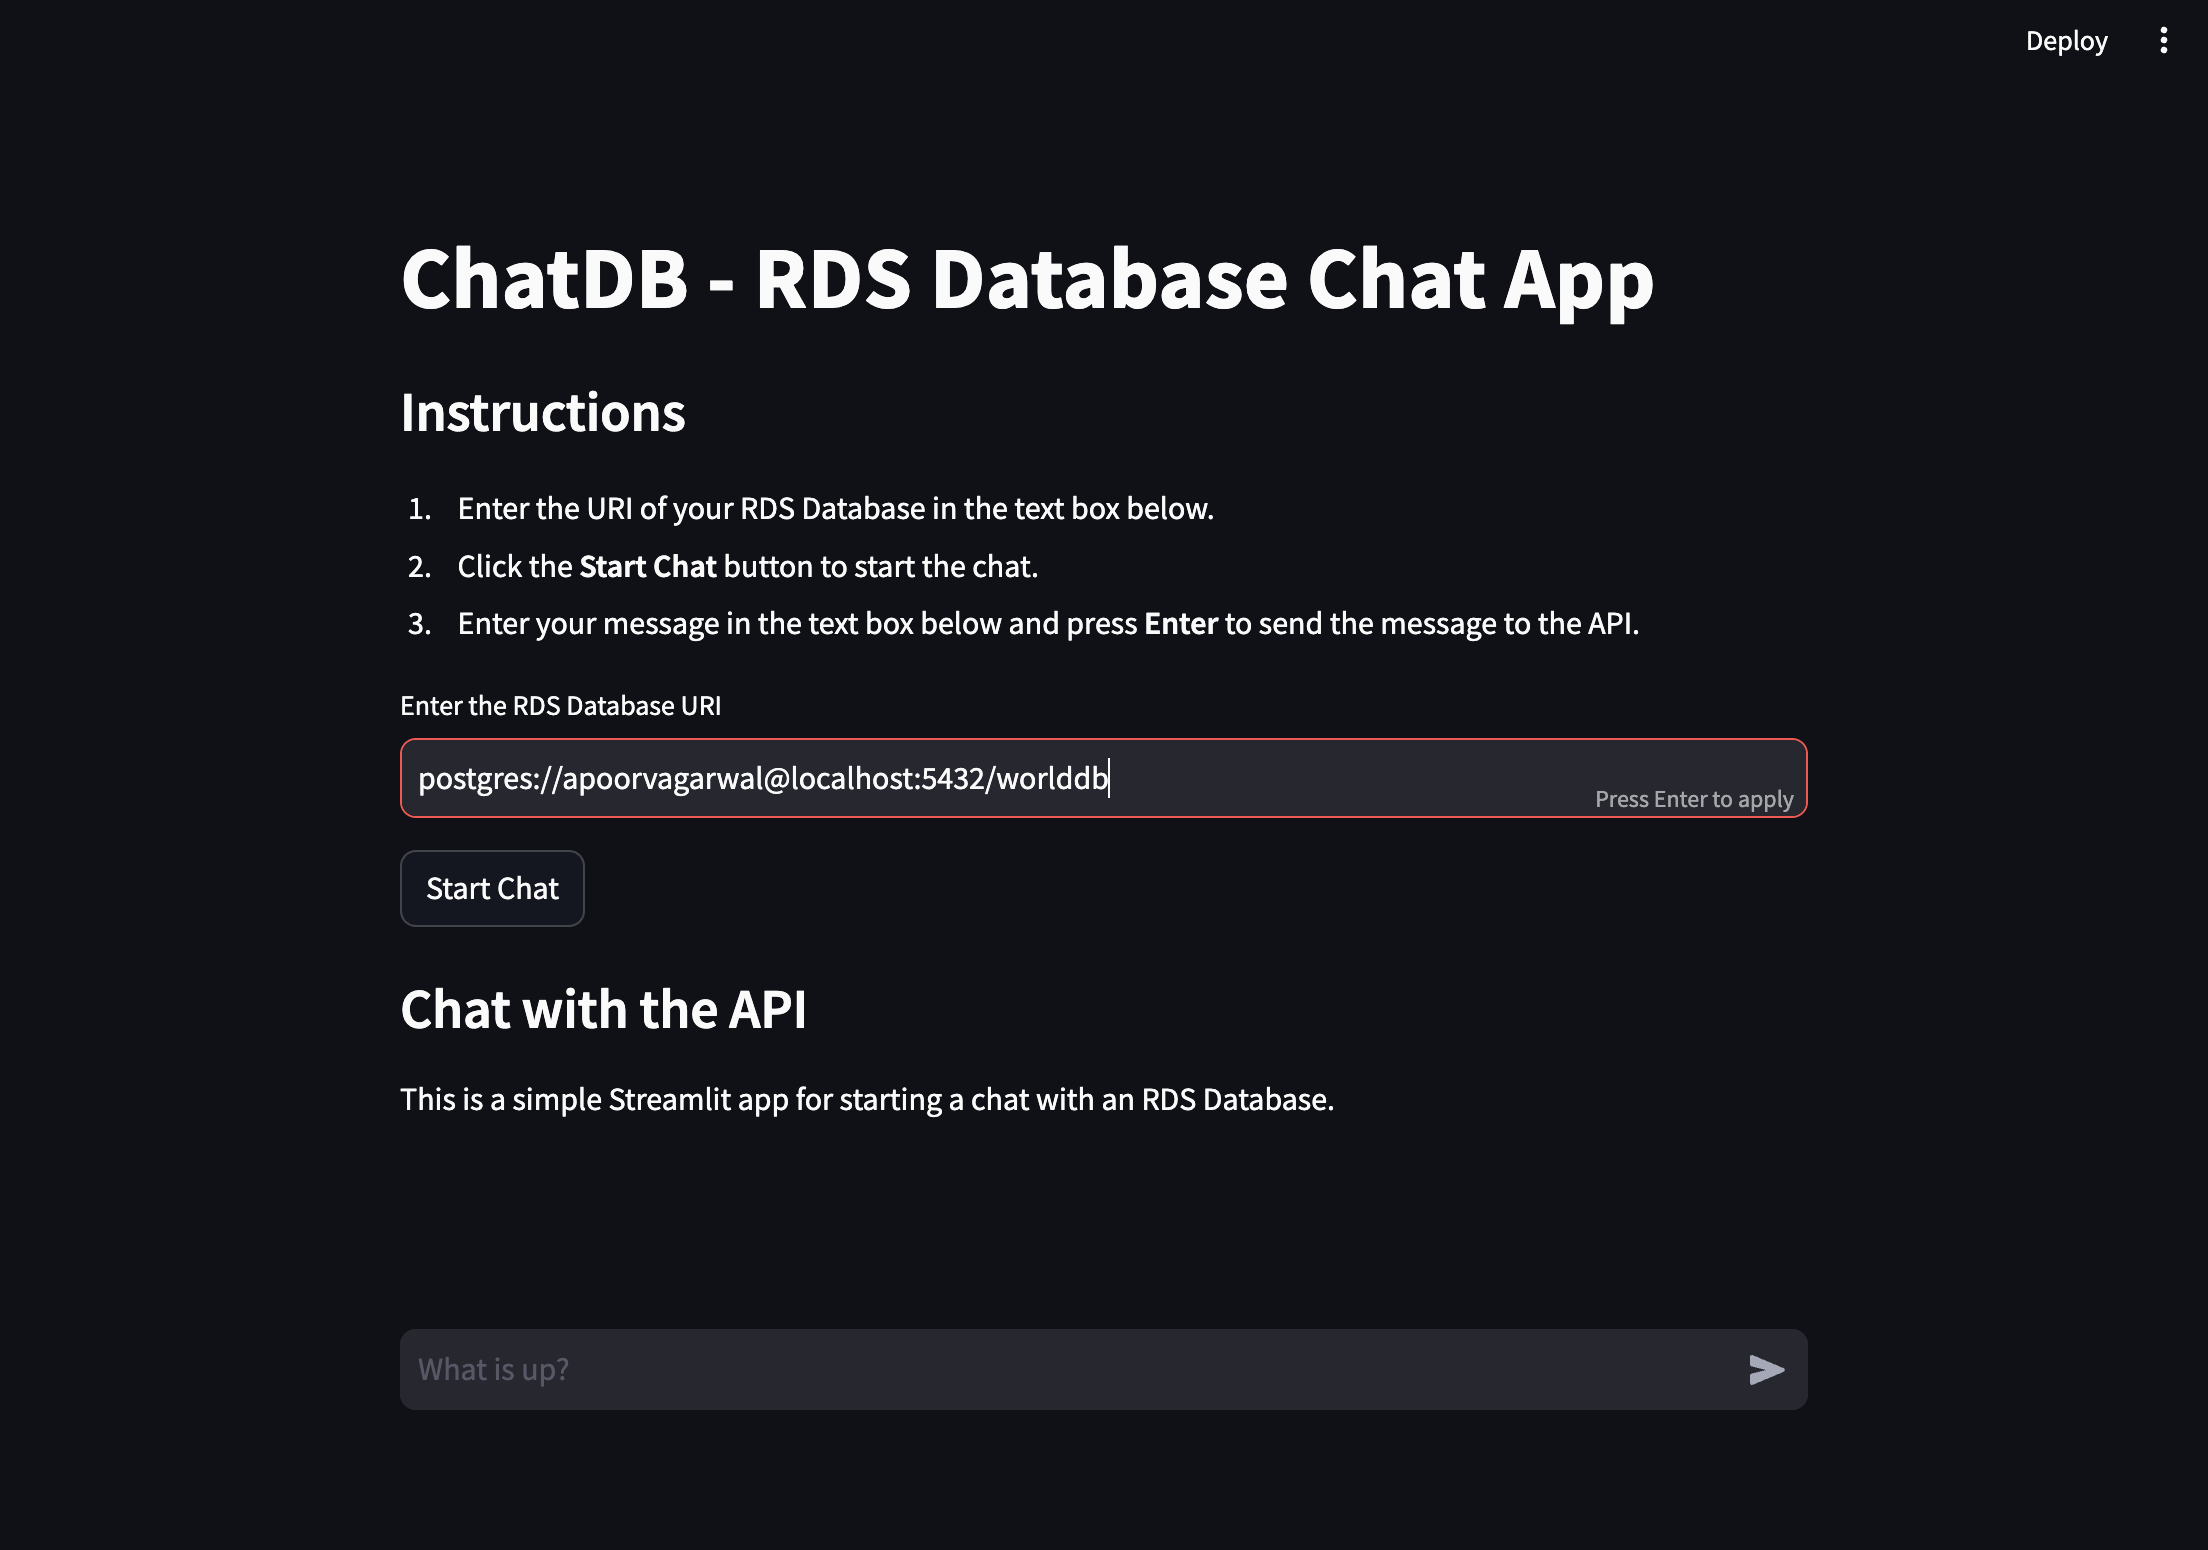 Deploy
ChatDB - RDS Database Chat App
Instructions
1. Enter the URI of your RDS Database in the text box below.
2. Click the Start Chat button to start the chat.
3. Enter your message in the text box below and press Enter to send the message to the API.
Enter the RDS Database URI
postgres://apoorvagarwal@localhost:5432/worlddb
Press Enter to apply
Start Chat
Chat with the API
This is a simple Streamlit app for starting a chat with an RDS Database.
What is up?